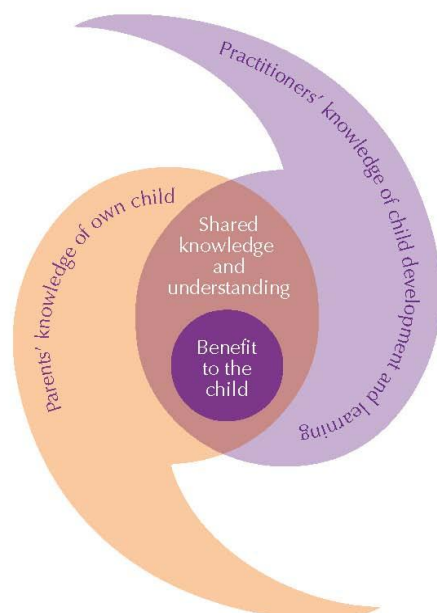 Practitioners' knowledge of child development and learning
Parents' knowledge of own child
Shared
knowledge
and
understanding
Benefit
to the
child